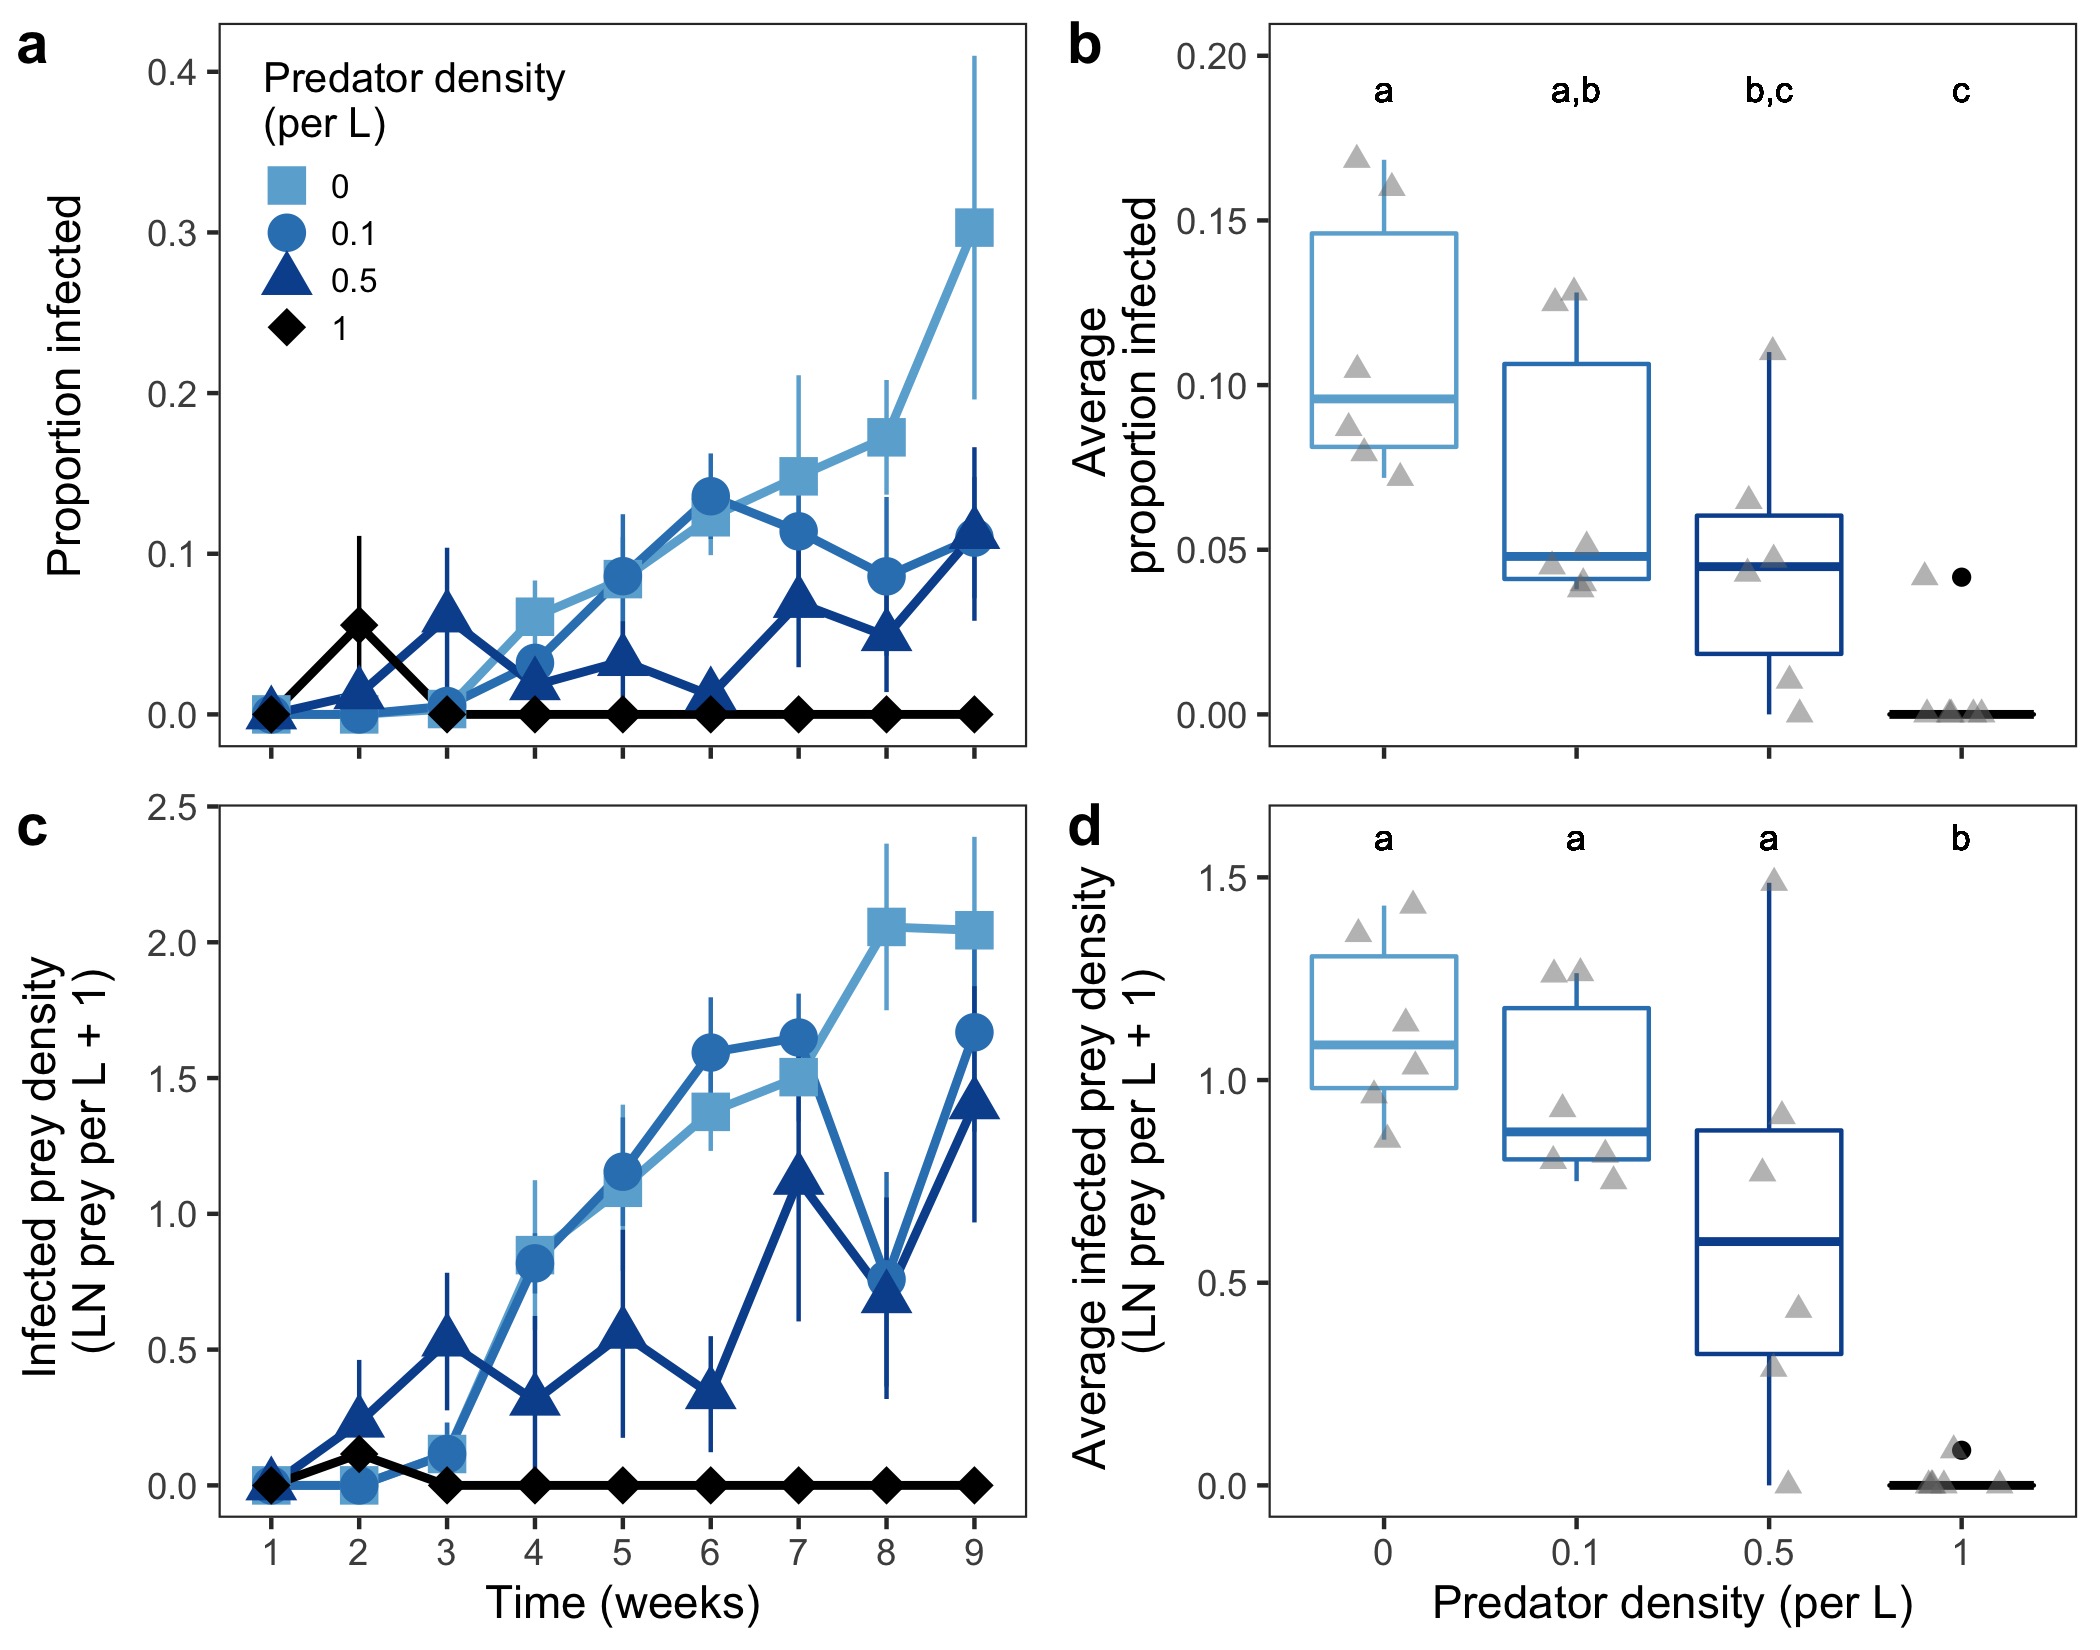 a
Predator density
(per L)
0
0.1
0.5
1
0.4
0.3
0.2
0.1
0.0
Proportion infected
b
a
a,b
b,c
c
0.20
0.15
0.10
0.05
0.00
Average
proportion infected
c
2.5
2.0
1.5
1.0
0.5
0.0
Infected prey density
(LN prey per L + 1)
1 2 3 4 5 6 7 8 9
Time (weeks)
d
a
a
a
b
1.5
1.0
0.5
0.0
Average infected prey density
(LN prey per L + 1)
0 0.1 0.5 1
Predator density (per L)